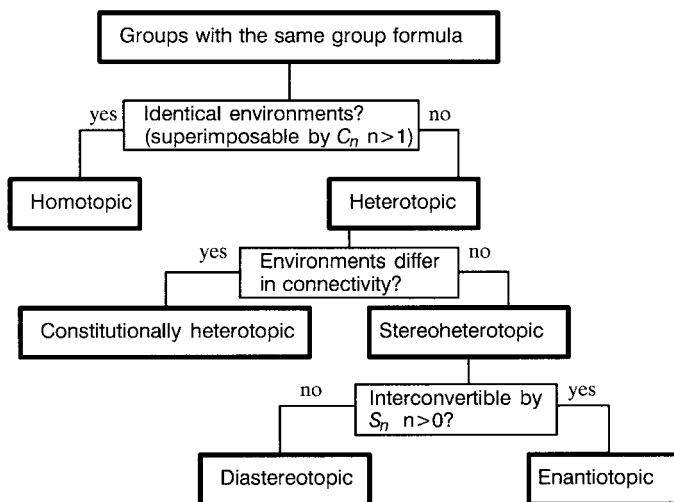 Groups with the same group formula
yes
Identical environments?
(superimposable by Cn n>1)
no
Homotopic
Heterotopic
yes
Environments differ
in connectivity?
no
Constitutionally heterotopic
Stereoheterotopic
no
Interconvertible by
Sn n>0?
yes
Diastereotopic
Enantiotopic